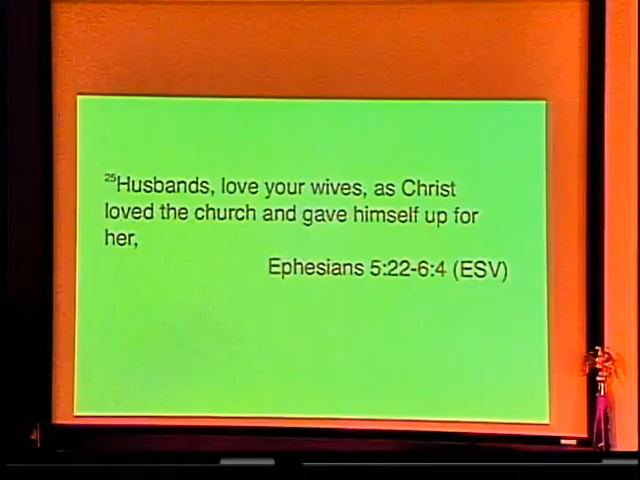 25Husbands, love your wives, as Christ
loved the church and gave himself up for
her,
Ephesians 5:22-6:4 (ESV)